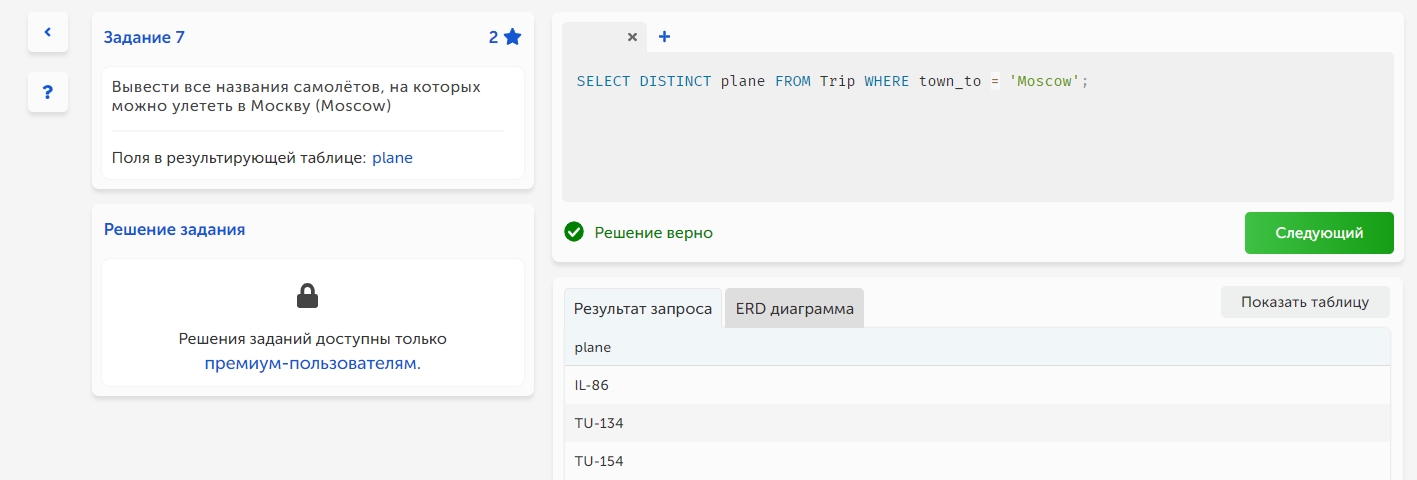 Задание 7
2
Вывести все названия самолётов, на которых
можно улететь в Москву (Moscow)
Поля в результирующей таблице: plane
?
Решение задания
Решения заданий доступны только
премиум-пользователям.
SELECT DISTINCT plane FROM Trip WHERE town_to = 'Moscow';
Решение верно
Следующий
Результат запроса
ERD диаграмма
Показать таблицу
plane
IL-86
TU-134
TU-154